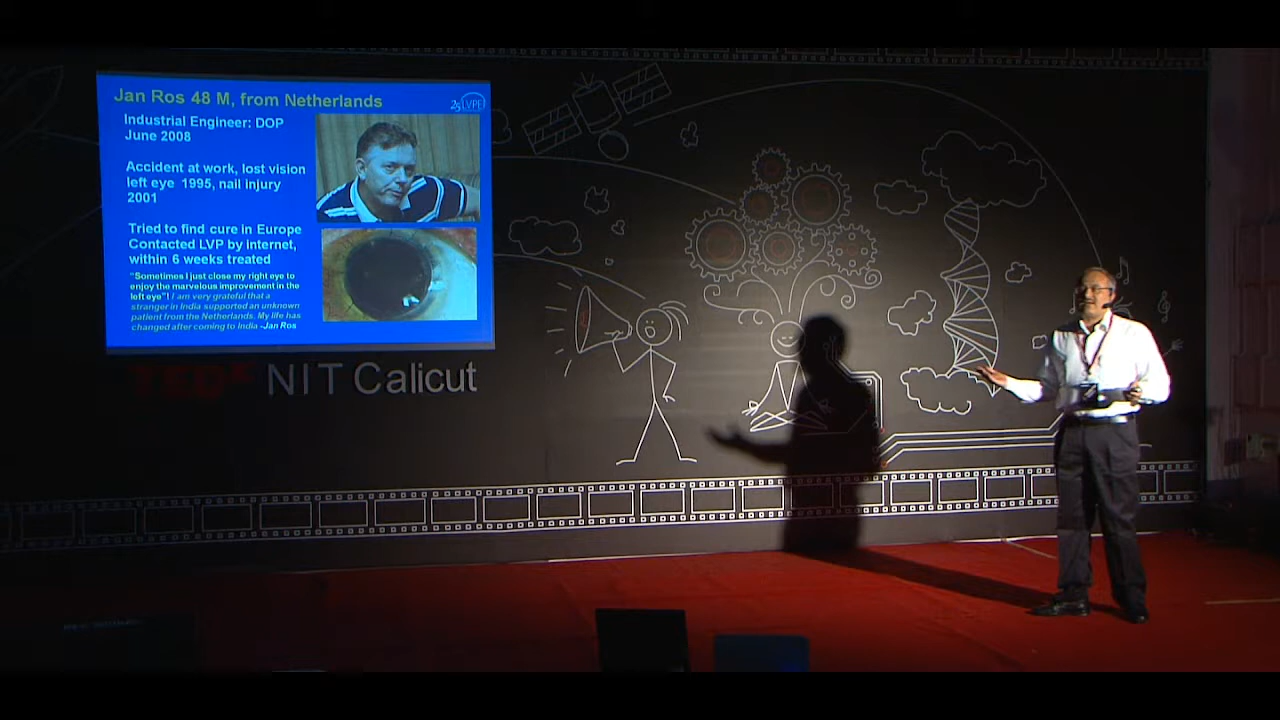 Jan Ros 48 M, from Netherlands
25 LVPEI
Industrial Engineer: DOP
June 2008
Accident at work, lost vision
left eye 1995, nail injury
2001
Tried to find cure in Europe
Contacted LVP by internet,
within 6 weeks treated
"Sometimes I just close my right eye to
enjoy the marvelous improvement in the
left eye"! I am very grateful that a
stranger in India supported an unknown
patient from the Netherlands. My life has
changed after coming to India -Jan Ros
TEDx NIT Calicut